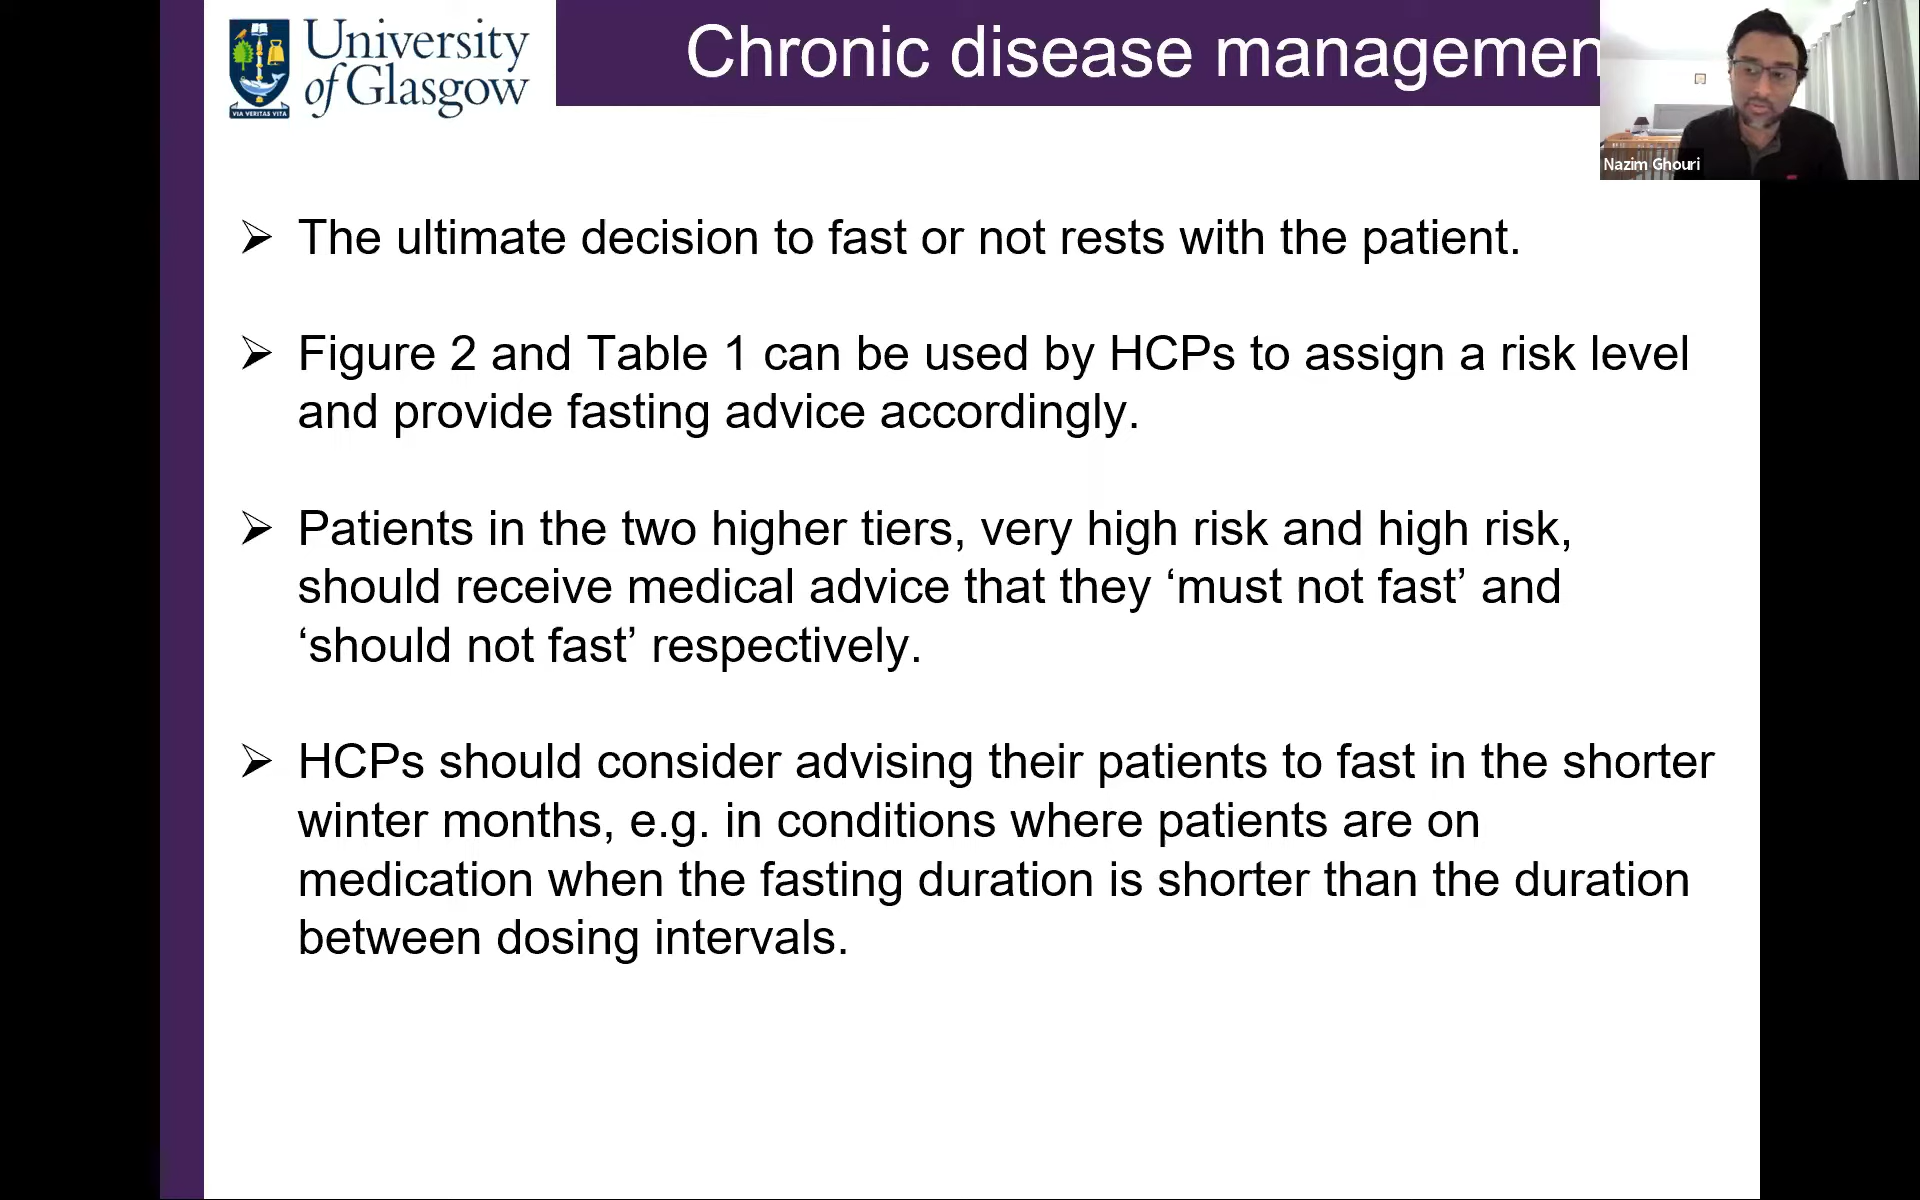 University
of Glasgow
VIA VERITAS VITA
Chronic disease managemen
Nazim Ghouri
➢ The ultimate decision to fast or not rests with the patient.
➢ Figure 2 and Table 1 can be used by HCPs to assign a risk level
and provide fasting advice accordingly.
➢ Patients in the two higher tiers, very high risk and high risk,
should receive medical advice that they ‘must not fast’ and
‘should not fast’ respectively.
➢ HCPs should consider advising their patients to fast in the shorter
winter months, e.g. in conditions where patients are on
medication when the fasting duration is shorter than the duration
between dosing intervals.